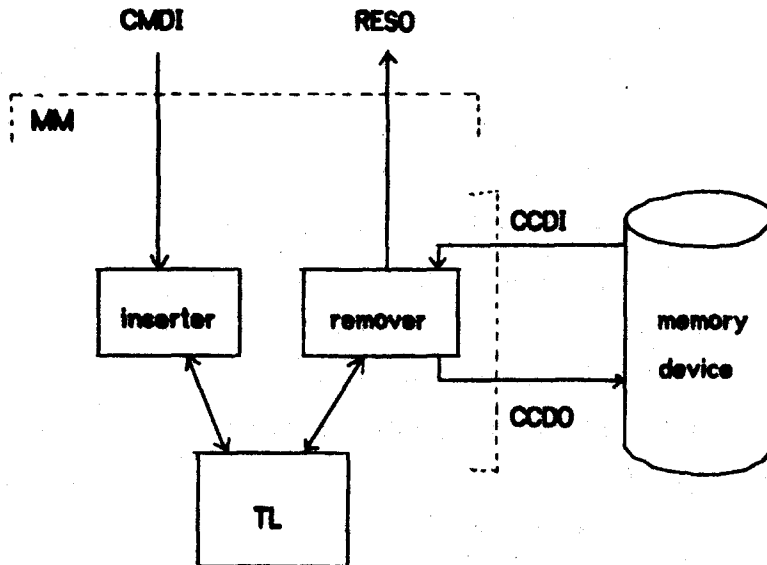 CMDI
RESO
MM
CCDI
inserter
remover
memory
device
CCDO
TL